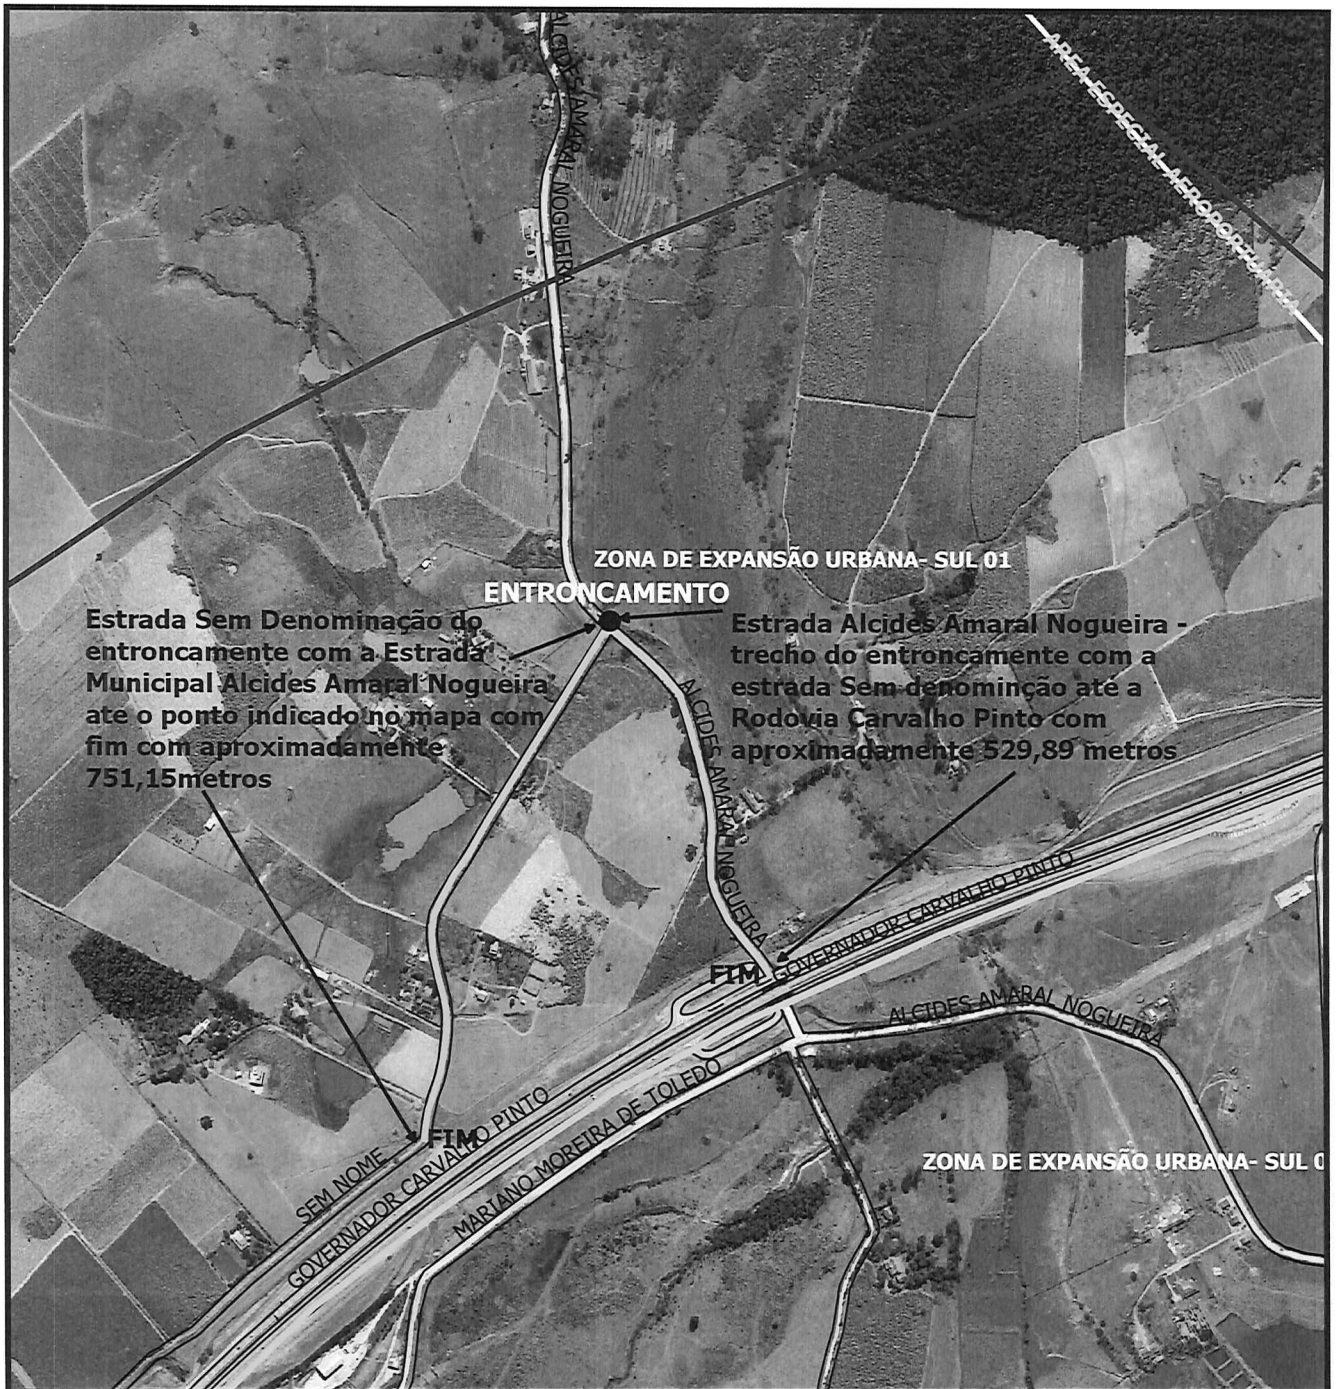 ALCIDES AMARAL NOGUEIRA
AREA ESPECIAL AEROPORTUARIA
ZONA DE EXPANSÃO URBANA- SUL 01
ENTRONCAMENTO
Estrada Sem Denominação do
entroncamente com a Estrada
Municipal Alcides Amaral Nogueira
ate o ponto indicado no mapa com
fim com aproximadamente
751,15metros
Estrada Alcides Amaral Nogueira -
trecho do entroncamente com a
estrada Sem denominção até a
Rodovia Carvalho Pinto com
aproximadamente 529,89 metros
ALCIDES AMARAL NOGUEIRA
GOVERNADOR CARVALHO PINTO
FIM
ALCIDES AMARAL NOGUEIRA
FIM
SEM NOME
GOVERNADOR CARVALHO PINTO
MARIANO MOREIRA DE TOLEDO
ZONA DE EXPANSÃO URBANA- SUL 0